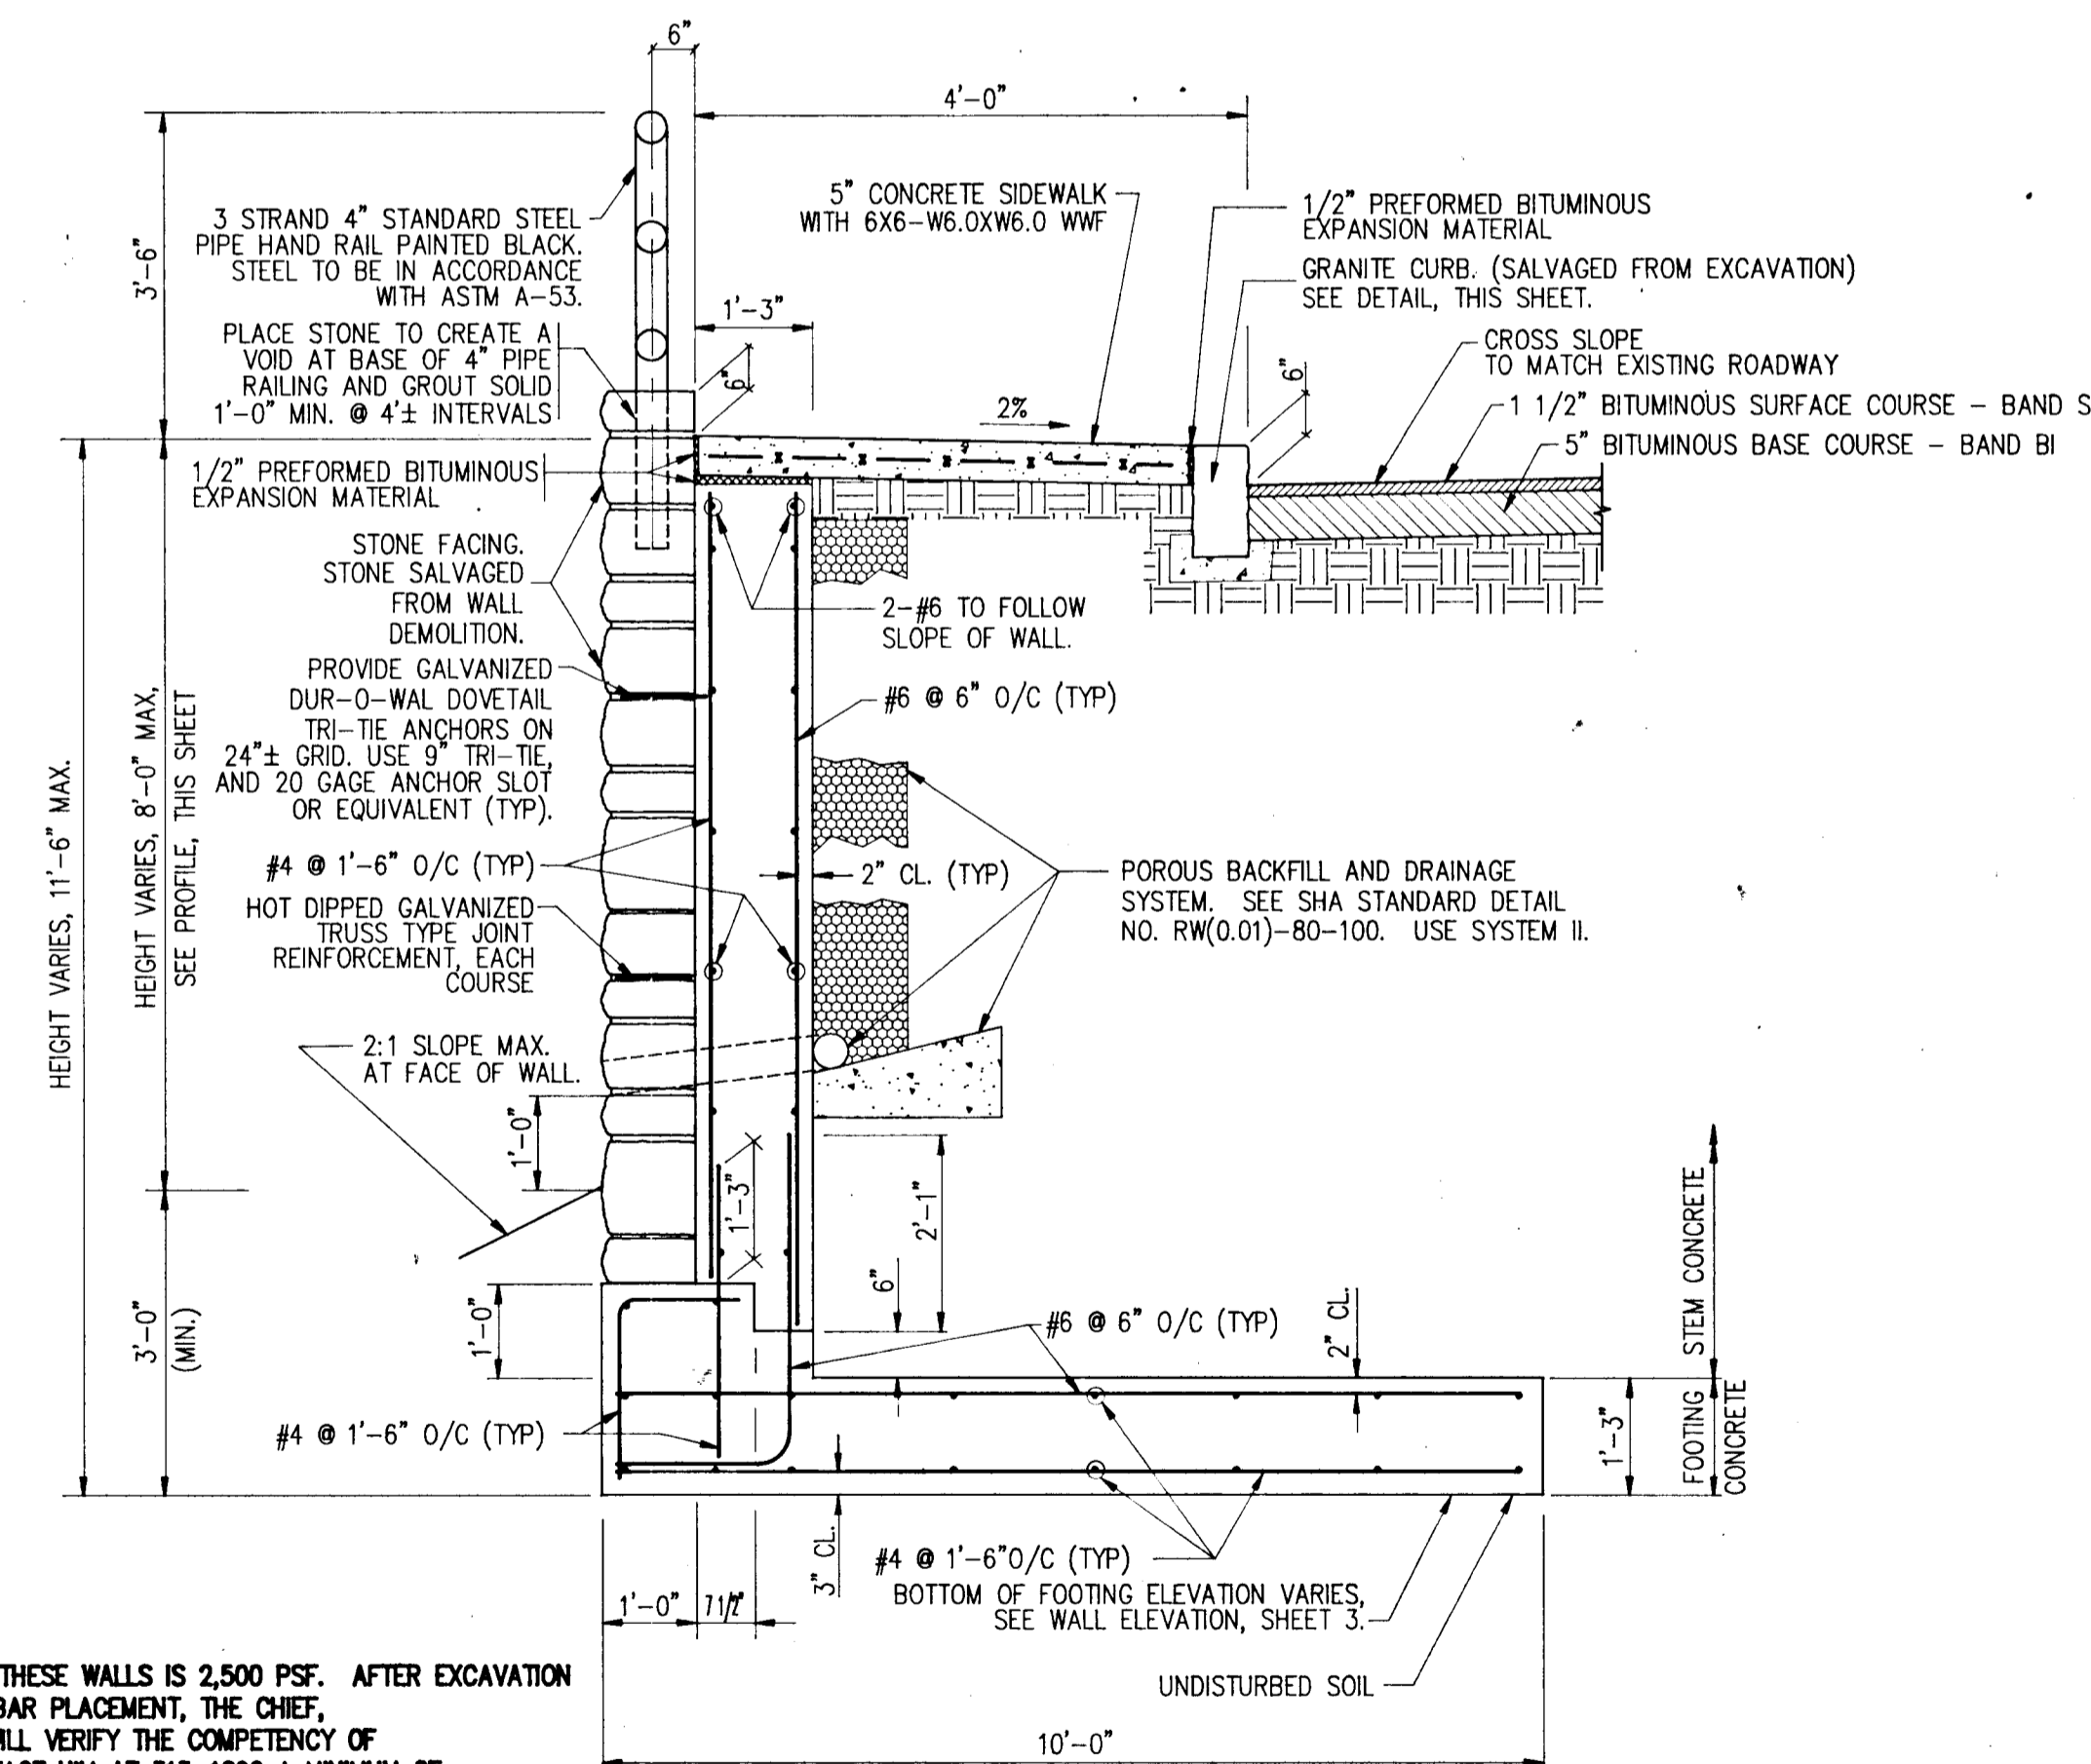 6"
4'-0"
3'-6"
3 STRAND 4" STANDARD STEEL
PIPE HAND RAIL PAINTED BLACK.
STEEL TO BE IN ACCORDANCE
WITH ASTM A-53.
5" CONCRETE SIDEWALK
WITH 6X6-W6.0XW6.0 WWF
1/2" PREFORMED BITUMINOUS
EXPANSION MATERIAL
GRANITE CURB. (SALVAGED FROM EXCAVATION)
SEE DETAIL, THIS SHEET.
1'-3"
PLACE STONE TO CREATE A
VOID AT BASE OF 4" PIPE
RAILING AND GROUT SOLID
1'-0" MIN. @ 4'± INTERVALS
6"
6"
CROSS SLOPE
TO MATCH EXISTING ROADWAY
2%
1 1/2" BITUMINOUS SURFACE COURSE - BAND S
5" BITUMINOUS BASE COURSE - BAND BI
1/2" PREFORMED BITUMINOUS
EXPANSION MATERIAL
STONE FACING.
STONE SALVAGED
FROM WALL
DEMOLITION.
2-#6 TO FOLLOW
SLOPE OF WALL.
PROVIDE GALVANIZED
DUR-O-WAL DOVETAIL
TRI-TIE ANCHORS ON
24"± GRID. USE 9" TRI-TIE,
AND 20 GAGE ANCHOR SLOT
OR EQUIVALENT (TYP).
#6 @ 6" O/C (TYP)
HEIGHT VARIES, 11'-6" MAX.
HEIGHT VARIES, 8'-0" MAX,
SEE PROFILE, THIS SHEET
#4 @ 1'-6" O/C (TYP)
2" CL. (TYP)
POROUS BACKFILL AND DRAINAGE
SYSTEM. SEE SHA STANDARD DETAIL
NO. RW(0.01)-80-100. USE SYSTEM II.
HOT DIPPED GALVANIZED
TRUSS TYPE JOINT
REINFORCEMENT, EACH
COURSE
2:1 SLOPE MAX.
AT FACE OF WALL.
1'-0"
1'-3"
2'-1"
6"
STEM CONCRETE
3'-0"
(MIN.)
1'-0"
#6 @ 6" O/C (TYP)
2" CL.
#4 @ 1'-6" O/C (TYP)
1'-3"
FOOTING
CONCRETE
3" CL.
#4 @ 1'-6"O/C (TYP)
BOTTOM OF FOOTING ELEVATION VARIES,
SEE WALL ELEVATION, SHEET 3.
1'-0"
7 1/2"
UNDISTURBED SOIL
10'-0"
THESE WALLS IS 2,500 PSF. AFTER EXCAVATION
BAR PLACEMENT, THE CHIEF,
ILL VERIFY THE COMPETENCY OF